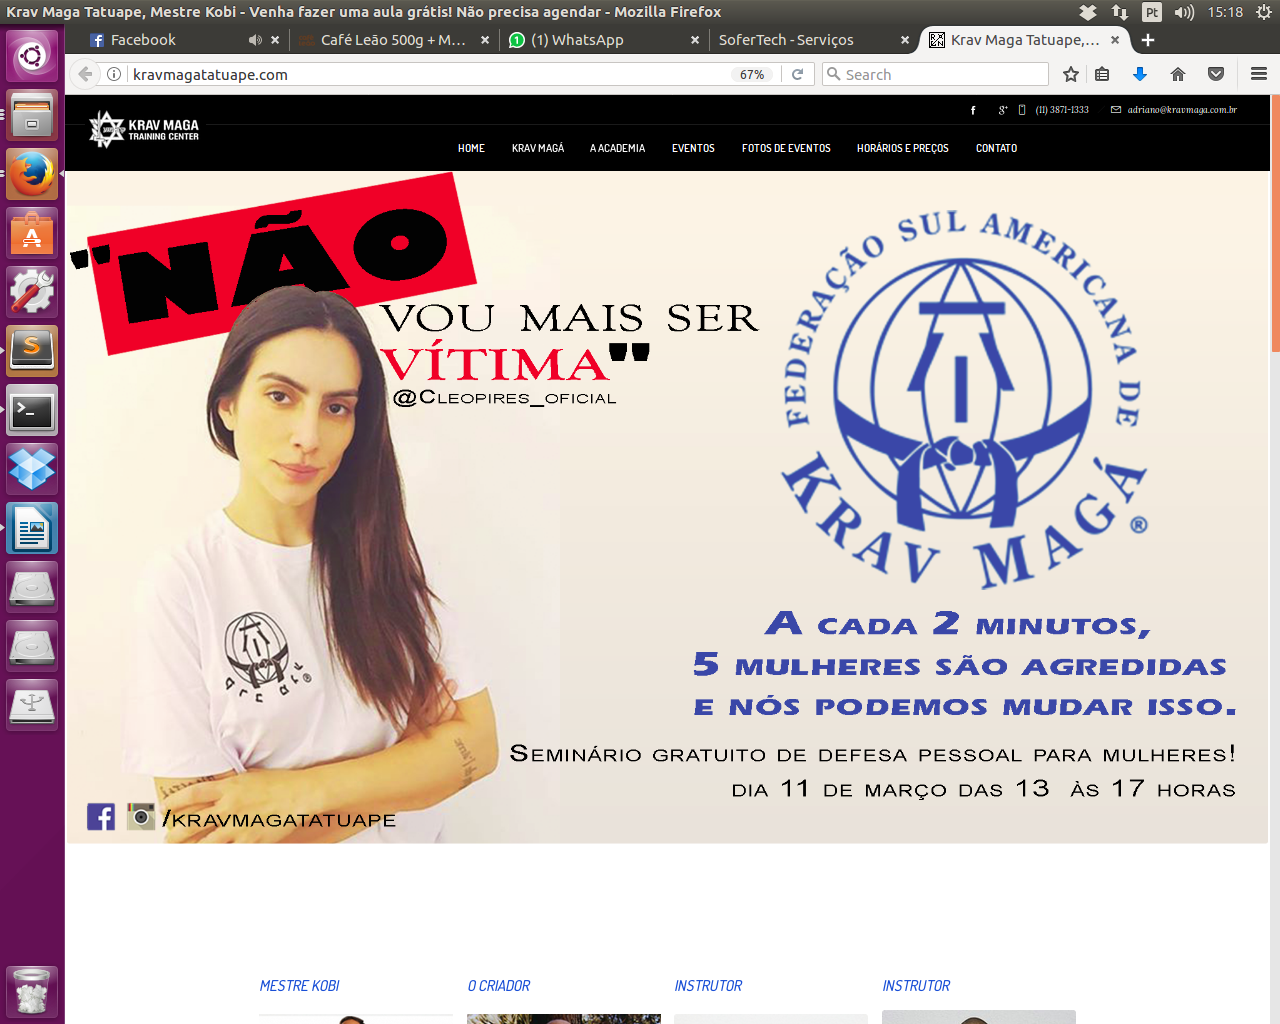 Krav Maga Tatuape, Mestre Kobi - Venha fazer uma aula grátis! Não precisa agendar - Mozilla Firefox
Pt
15:18
Facebook
Café Leão 500g + M...
(1) WhatsApp
SoferTech - Serviços
Krav Maga Tatuape,...
kravmagatatuape.com
67%
Search
KRAV MAGA
TRAINING CENTER
(11) 3871-1333
adriano@kravmaga.com.br
HOME
KRAV MAGÁ
A ACADEMIA
EVENTOS
FOTOS DE EVENTOS
HORÁRIOS E PREÇOS
CONTATO
"NÃO
VOU MAIS SER
VÍTIMA"
@CLEOPIRES_OFICIAL
FEDERAÇÃO SUL AMERICANA DE
KRAV MAGÁ®
A CADA 2 MINUTOS,
5 MULHERES SÃO AGREDIDAS
E NÓS PODEMOS MUDAR ISSO.
SEMINÁRIO GRATUITO DE DEFESA PESSOAL PARA MULHERES!
DIA 11 DE MARÇO DAS 13 ÀS 17 HORAS
/KRAVMAGATATUAPE
MESTRE KOBI
O CRIADOR
INSTRUTOR
INSTRUTOR